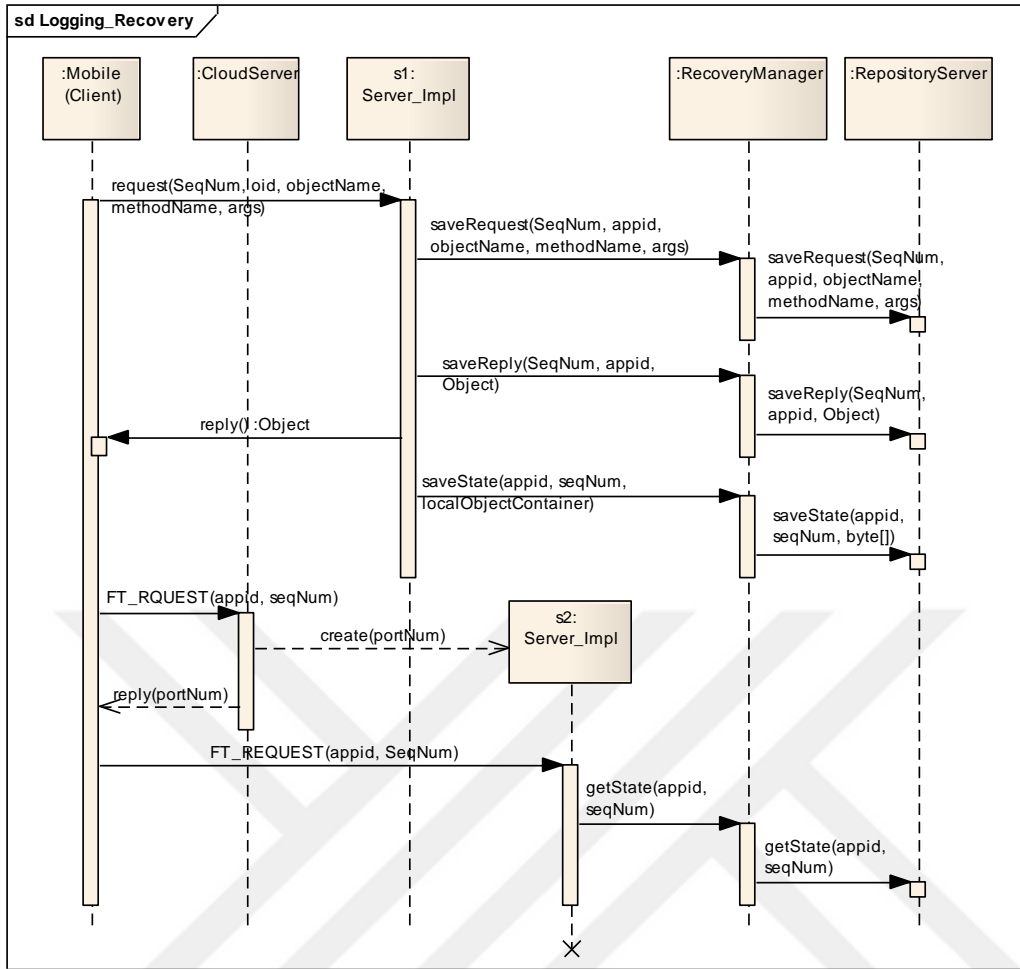 sd Logging_Recovery
:Mobile
(Client)
:CloudServer
s1:
Server_Impl
:RecoveryManager
:RepositoryServer
request(SeqNum, oid, objectName,
methodName, args)
saveRequest(SeqNum, appid,
objectName, methodName, args)
saveRequest(SeqNum,
appid, objectName,
methodName, args)
saveReply(SeqNum, appid,
Object)
saveReply(SeqNum,
appid, Object)
reply() :Object
saveState(appid, seqNum,
localObjectContainer)
saveState(appid,
seqNum, byte[])
FT_RQUEST(appid, seqNum)
s2:
Server_Impl
create(portNum)
reply(portNum)
FT_REQUEST(appid, SeqNum)
getState(appid,
seqNum)
getState(appid,
seqNum)